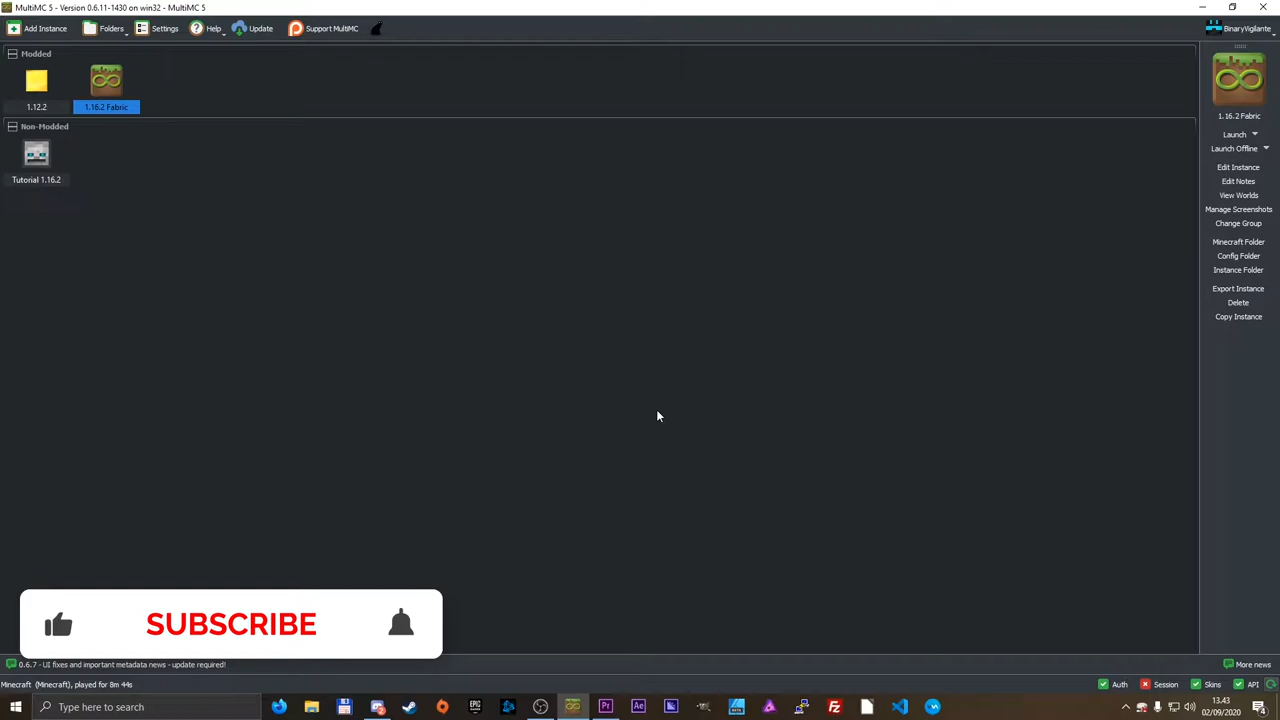 MultiMC 5 - Version 0.6.11-1430 on win32 - MultiMC 5
Add Instance Folders Settings Help Update Support MultiMC BinaryVigilante
Modded
1.12.2 1.16.2 Fabric
Non-Modded
Tutorial 1.16.2
1.16.2 Fabric
Launch
Launch Offline
Edit Instance
Edit Notes
View Worlds
Manage Screenshots
Change Group
Minecraft Folder
Config Folder
Instance Folder
Export Instance
Delete
Copy Instance
SUBSCRIBE
0.6.7 - UI fixes and important metadata news - update required! More news
Minecraft (Minecraft), played for 8m 44s Auth Session Skins API
Type here to search
EPIC
Pr Ae
13.43
02/09/2020
4